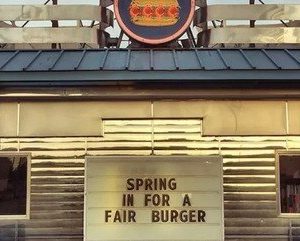 SPRING
IN FOR A
FAIR BURGER